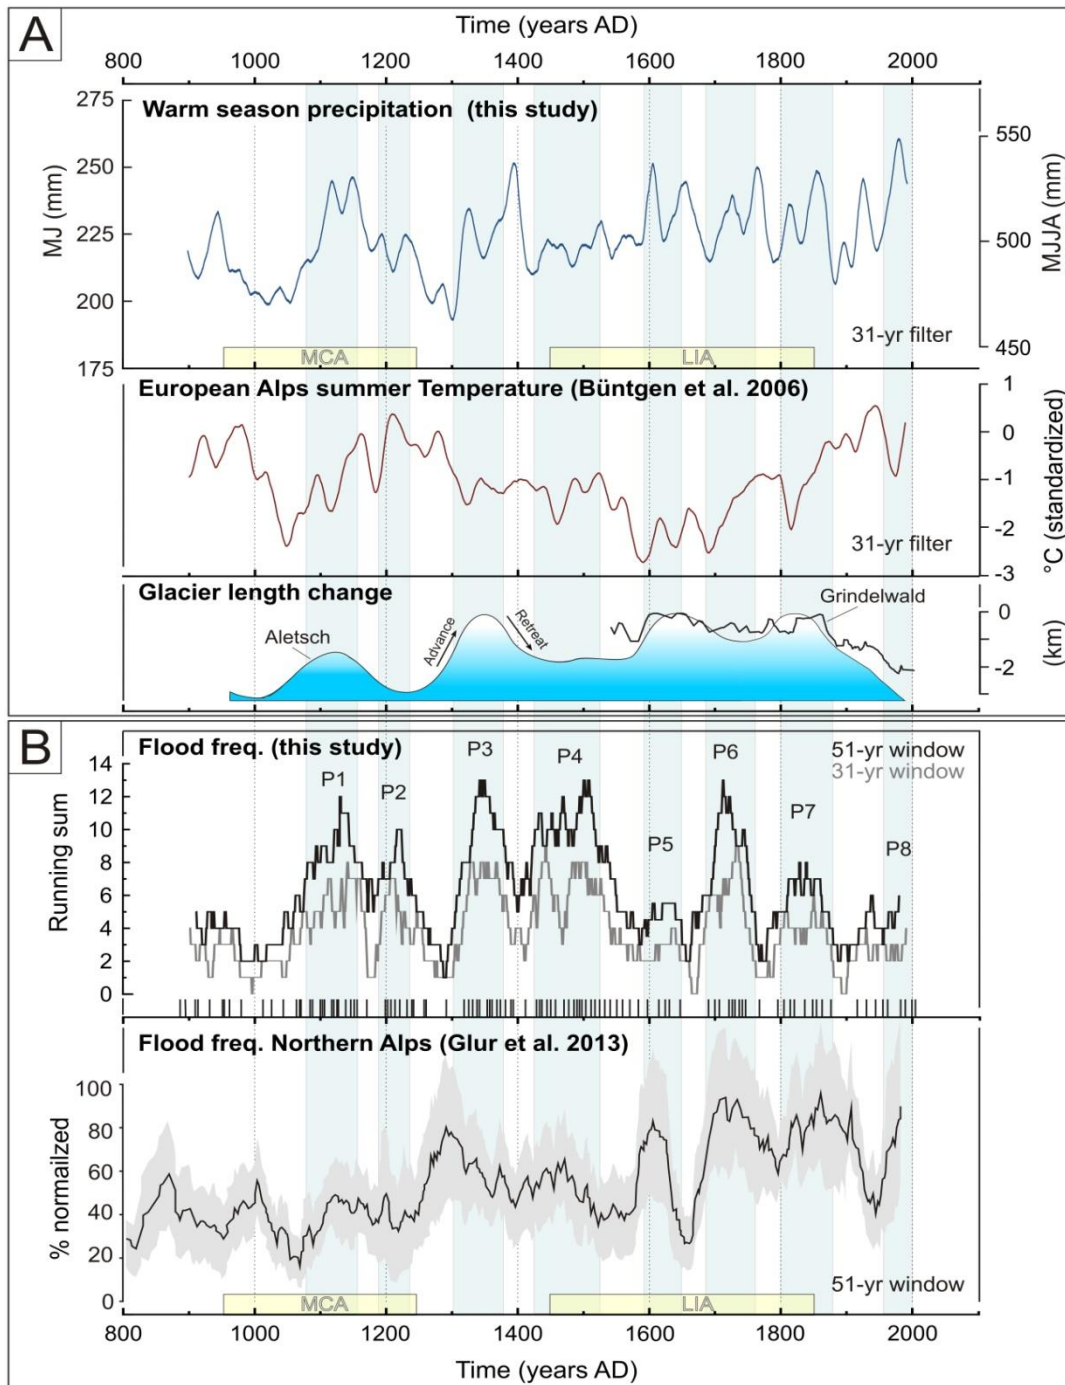 A
Time (years AD)
800 1000 1200 1400 1600 1800 2000
Warm season precipitation (this study)
275
250
225
200
175
MJ (mm)
550
500
450
MJJA (mm)
31-yr filter
MCA
LIA
European Alps summer Temperature (Büntgen et al. 2006)
1
0
-1
-2
-3
°C (standardized)
31-yr filter
Glacier length change
Aletsch
Advance
Retreat
Grindelwald
0
-2
(km)
B
Flood freq. (this study)
51-yr window
31-yr window
14
12
10
8
6
4
2
0
Running sum
P1
P2
P3
P4
P5
P6
P7
P8
Flood freq. Northern Alps (Glur et al. 2013)
100
80
60
40
20
0
% normailzed
51-yr window
MCA
LIA
800 1000 1200 1400 1600 1800 2000
Time (years AD)